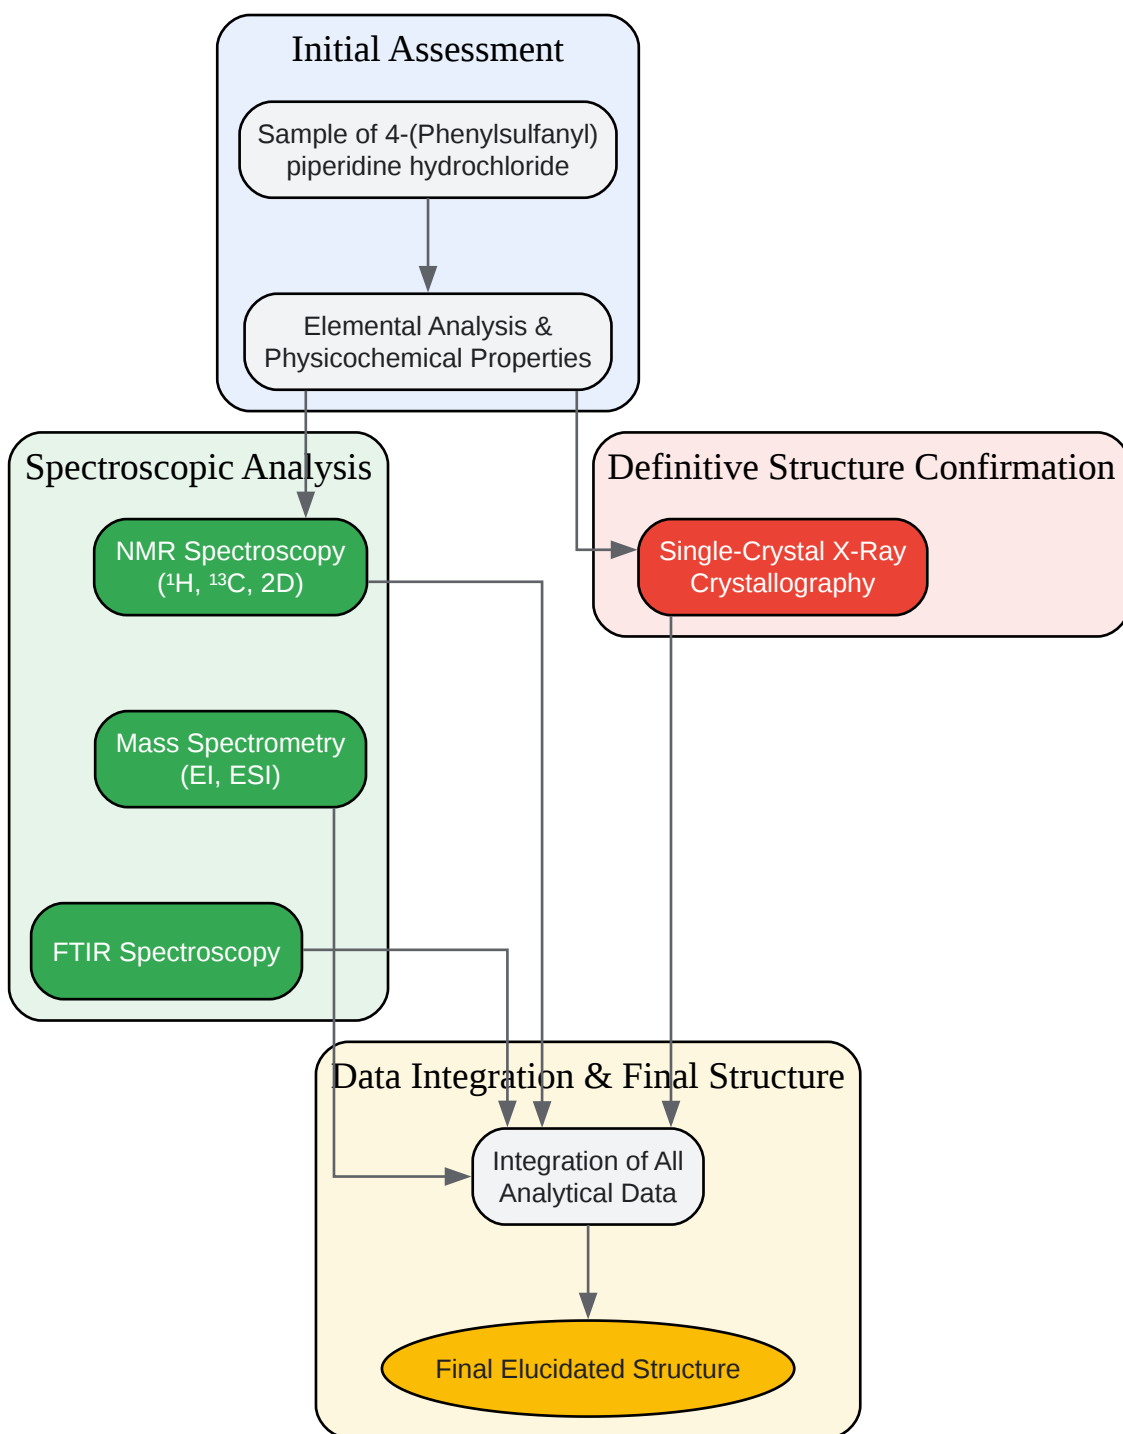 Initial Assessment
Sample of 4-(Phenylsulfanyl)
piperidine hydrochloride
Elemental Analysis &
Physicochemical Properties
Spectroscopic Analysis
NMR Spectroscopy
(¹H, ¹³C, 2D)
Mass Spectrometry
(EI, ESI)
FTIR Spectroscopy
Definitive Structure Confirmation
Single-Crystal X-Ray
Crystallography
Data Integration & Final Structure
Integration of All
Analytical Data
Final Elucidated Structure